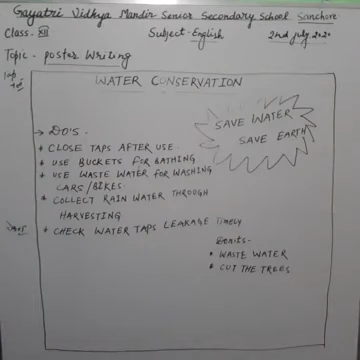 Gayatri Vidhya Mandir Senior Secondary School Sanchore
Class - XII Subject - English 2nd july 2020
Topic - poster writing
WATER CONSERVATION
SAVE WATER
SAVE EARTH
→ DO'S -
* CLOSE TAPS AFTER USE.
* USE BUCKETS FOR BATHING
* USE WASTE WATER FOR WASHING
CARS/BIKES.
* COLLECT RAIN WATER THROUGH
HARVESTING
* CHECK WATER TAPS LEAKAGE Timely
Don'ts -
* WASTE WATER
* CUT THE TREES